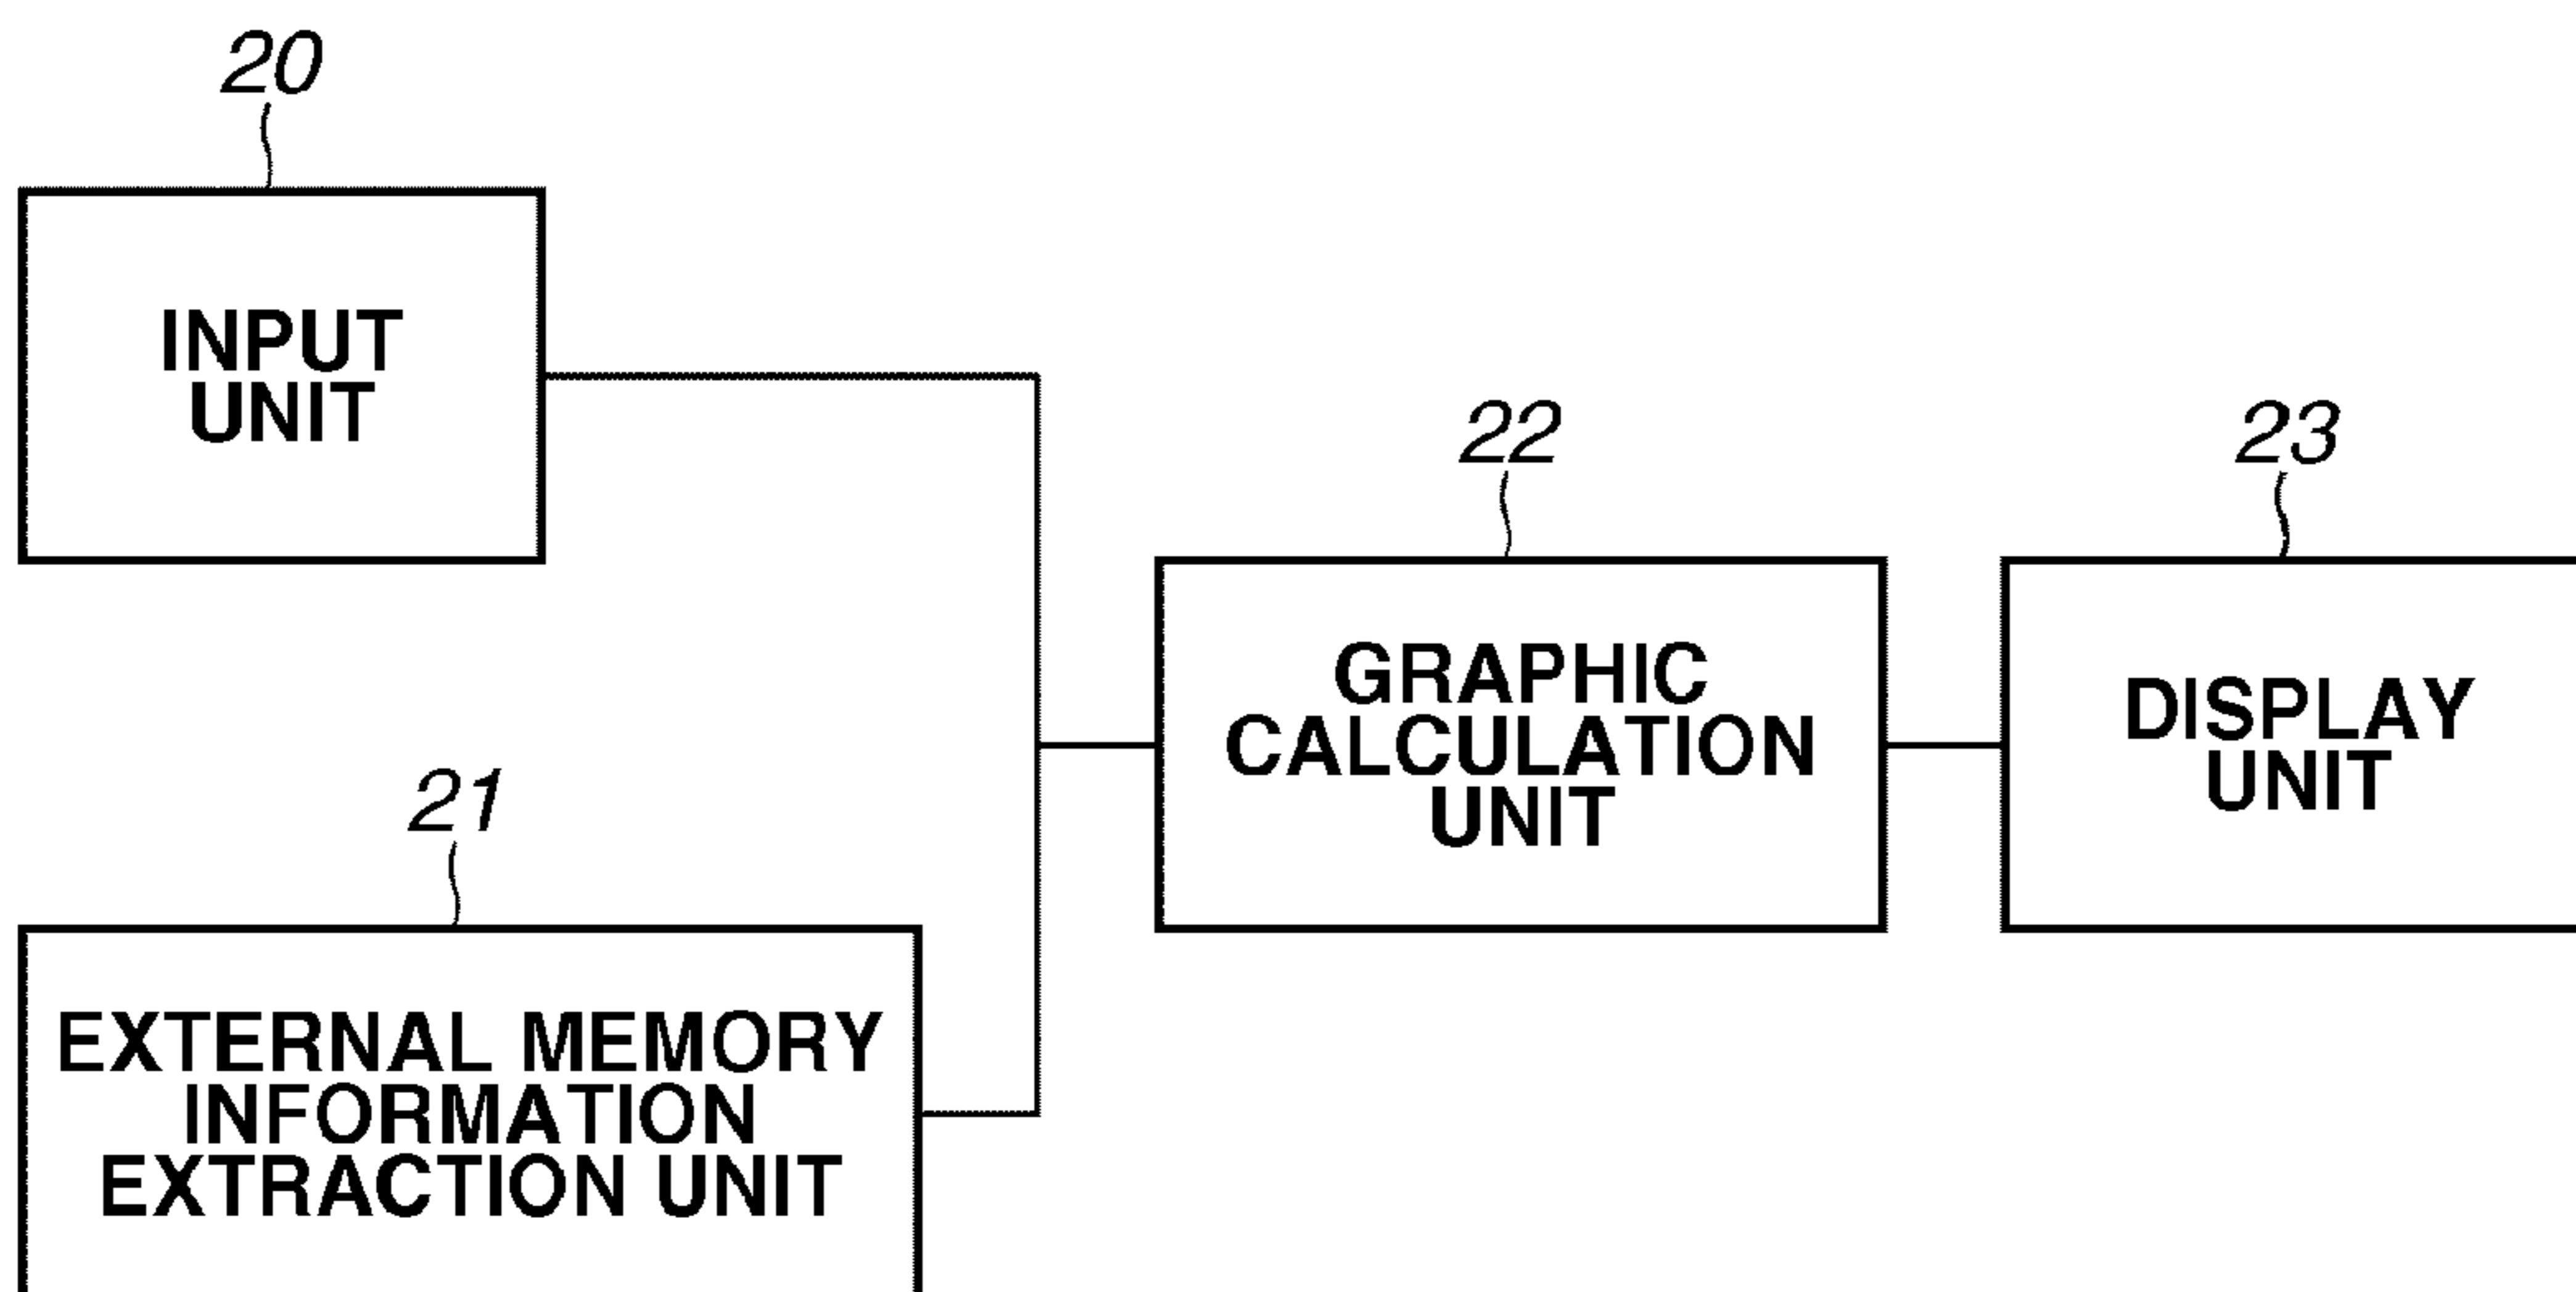 20
INPUT
UNIT
22
GRAPHIC
CALCULATION
UNIT
23
DISPLAY
UNIT
21
EXTERNAL MEMORY
INFORMATION
EXTRACTION UNIT